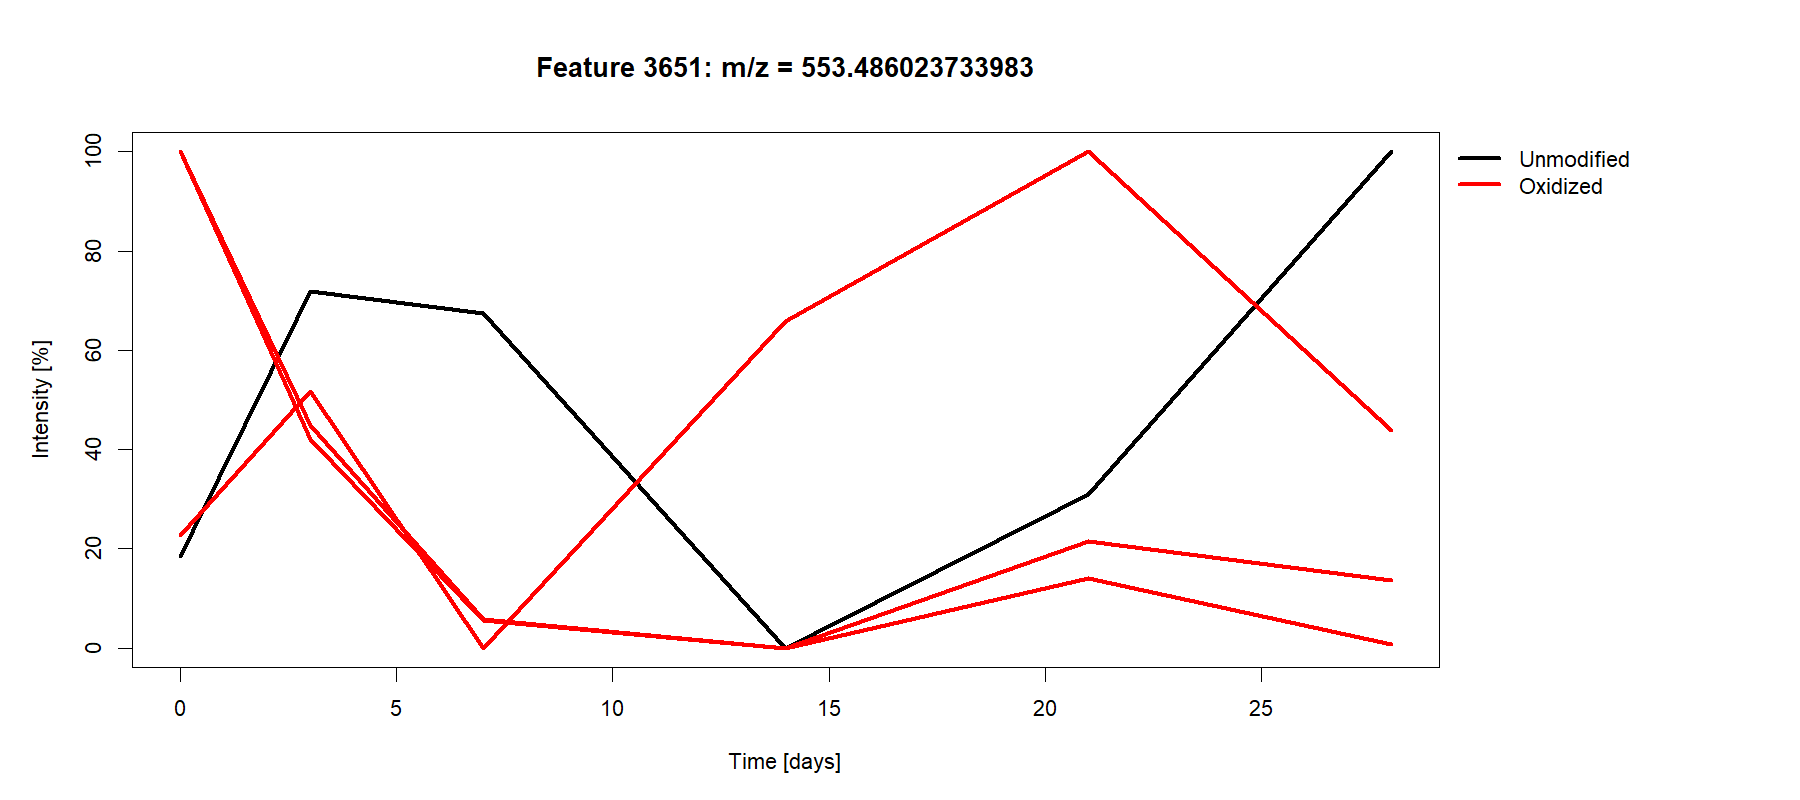 Feature 3651: m/z = 553.486023733983
Unmodified
Oxidized
Intensity [%]
100
80
60
40
20
0
0 5 10 15 20 25
Time [days]